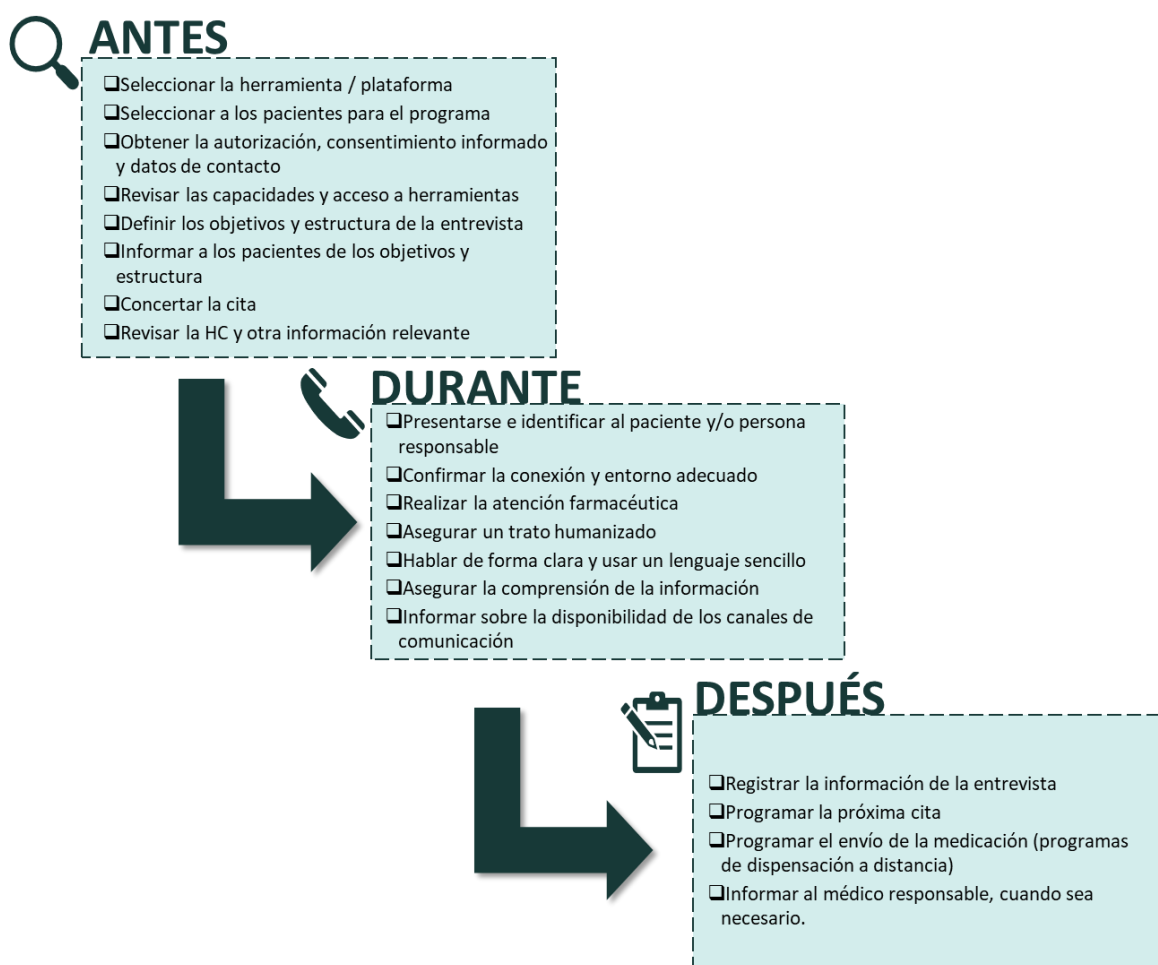 ANTES
❑Seleccionar la herramienta / plataforma
❑Seleccionar a los pacientes para el programa
❑Obtener la autorización, consentimiento informado
y datos de contacto
❑Revisar las capacidades y acceso a herramientas
❑Definir los objetivos y estructura de la entrevista
❑Informar a los pacientes de los objetivos y
estructura
❑Concertar la cita
❑Revisar la HC y otra información relevante
DURANTE
❑Presentarse e identificar al paciente y/o persona
responsable
❑Confirmar la conexión y entorno adecuado
❑Realizar la atención farmacéutica
❑Asegurar un trato humanizado
❑Hablar de forma clara y usar un lenguaje sencillo
❑Asegurar la comprensión de la información
❑Informar sobre la disponibilidad de los canales de
comunicación
DESPUÉS
❑Registrar la información de la entrevista
❑Programar la próxima cita
❑Programar el envío de la medicación (programas
de dispensación a distancia)
❑Informar al médico responsable, cuando sea
necesario.